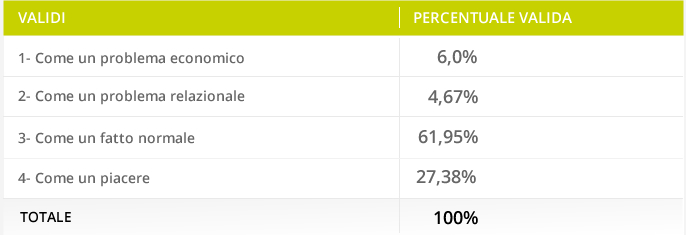 VALIDI PERCENTUALE VALIDA
1- Come un problema economico 6,0%
2- Come un problema relazionale 4,67%
3- Come un fatto normale 61,95%
4- Come un piacere 27,38%
TOTALE 100%